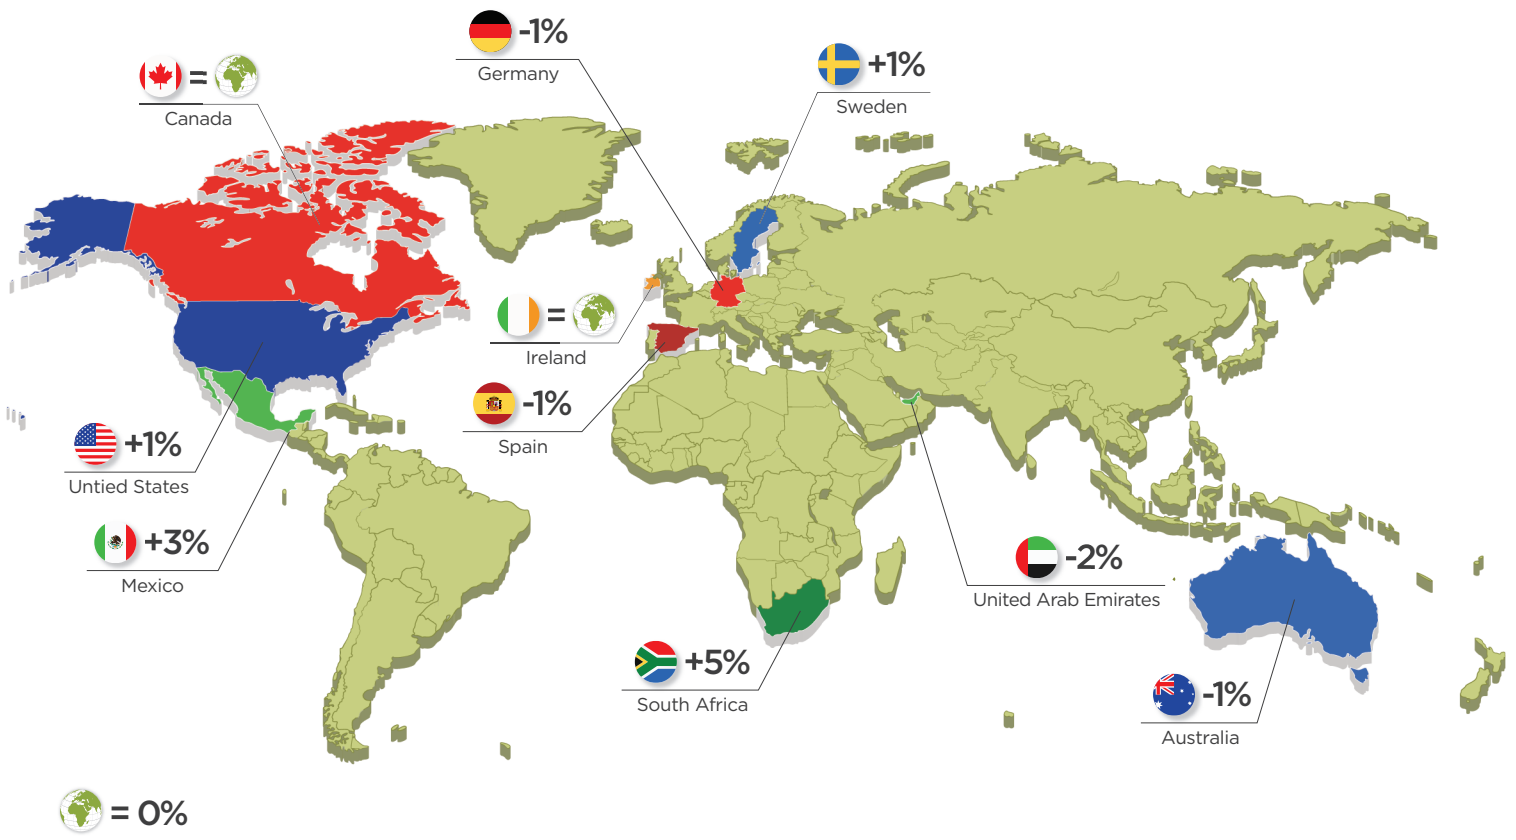 -1%
Germany
+1%
Sweden
=
Canada
=
Ireland
-1%
Spain
+1%
Untied States
+3%
Mexico
-2%
United Arab Emirates
+5%
South Africa
-1%
Australia
= 0%